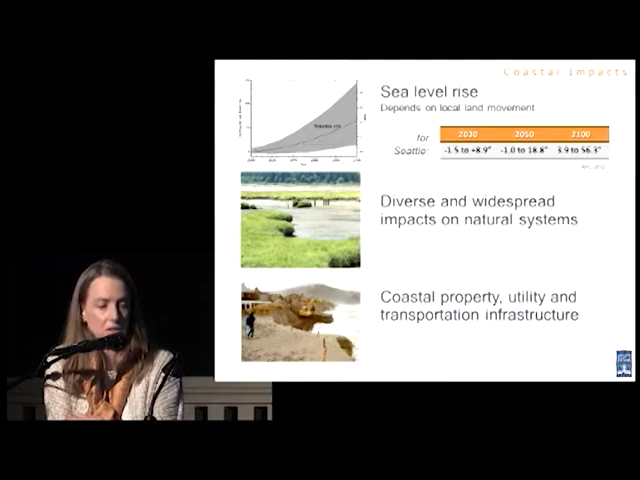 Coastal Impacts
Sea level rise
Depends on local land movement
for
Seattle:
2030 2050 2100
-1.5 to +8.9" -1.0 to 18.8" 3.9 to 56.3"
Diverse and widespread
impacts on natural systems
Coastal property, utility and
transportation infrastructure